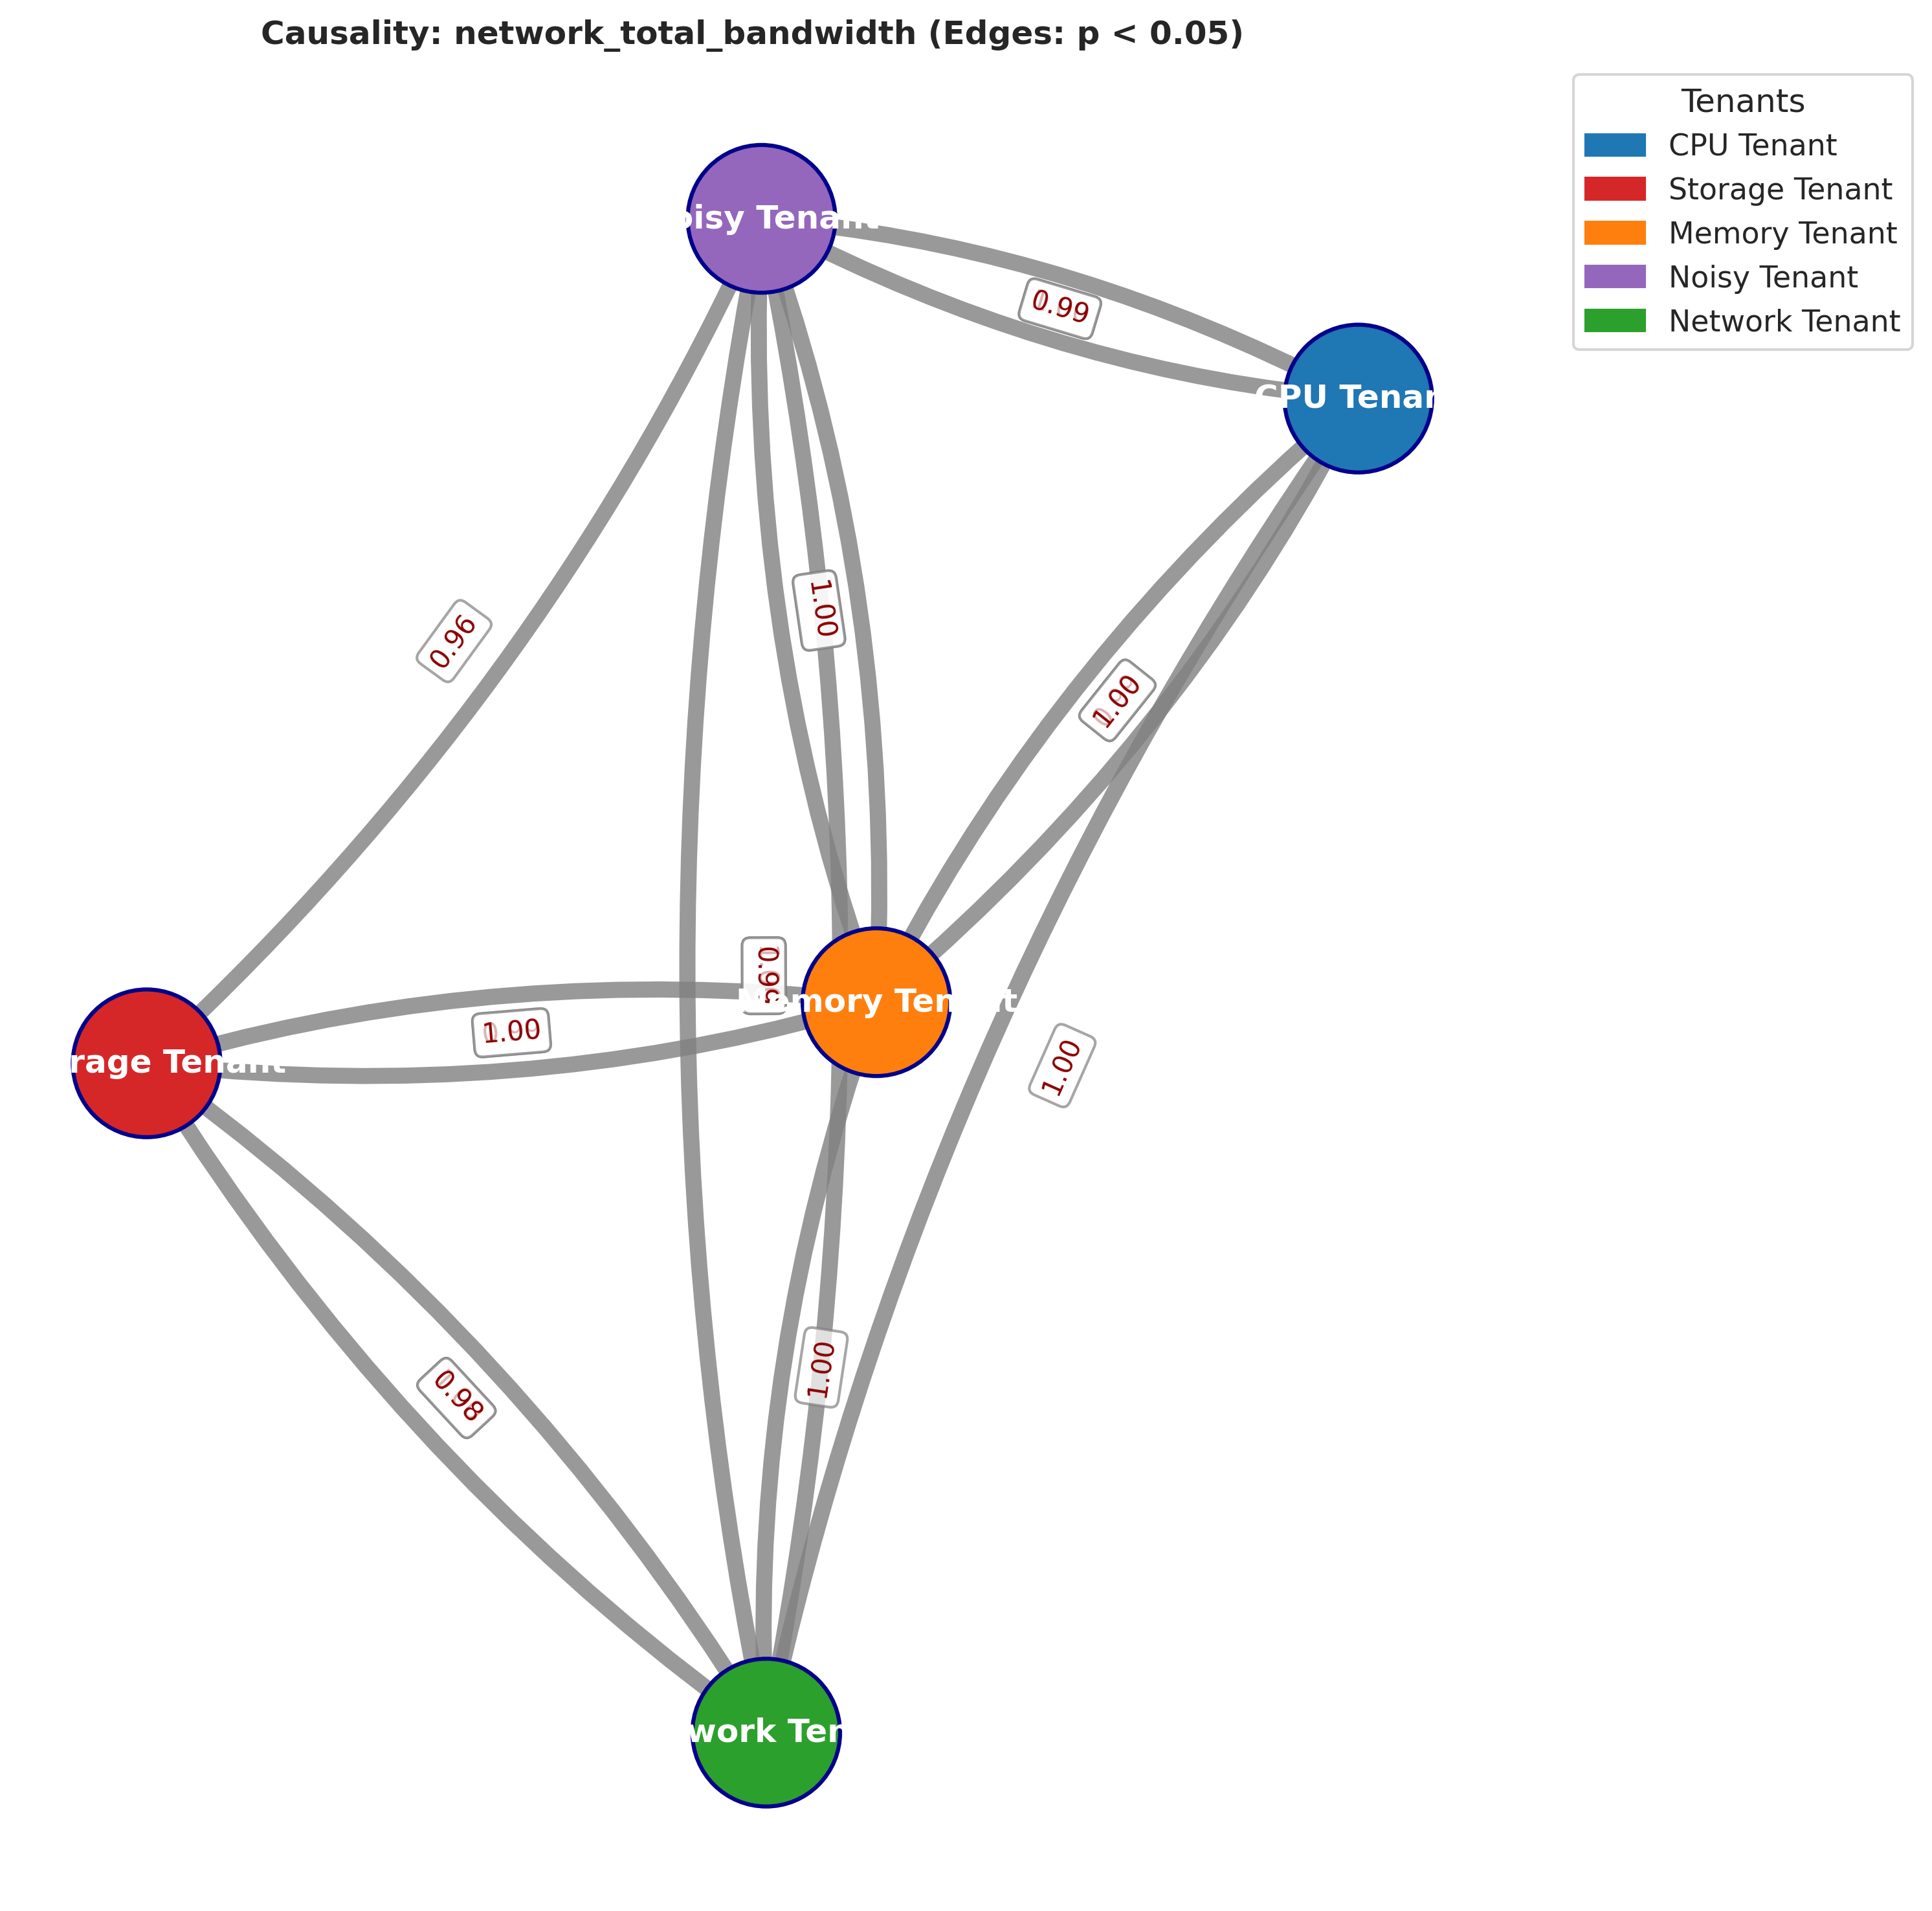 Causality: network_total_bandwidth (Edges: p < 0.05)
Tenants
CPU Tenant
Storage Tenant
Memory Tenant
Noisy Tenant
Network Tenant
oisy Tenant
0.99
CPU Tenan
1.00
0.96
1.00
0.99
Memory Tenant
1.00
rage Tenant
1.00
0.98
1.00
work Ten